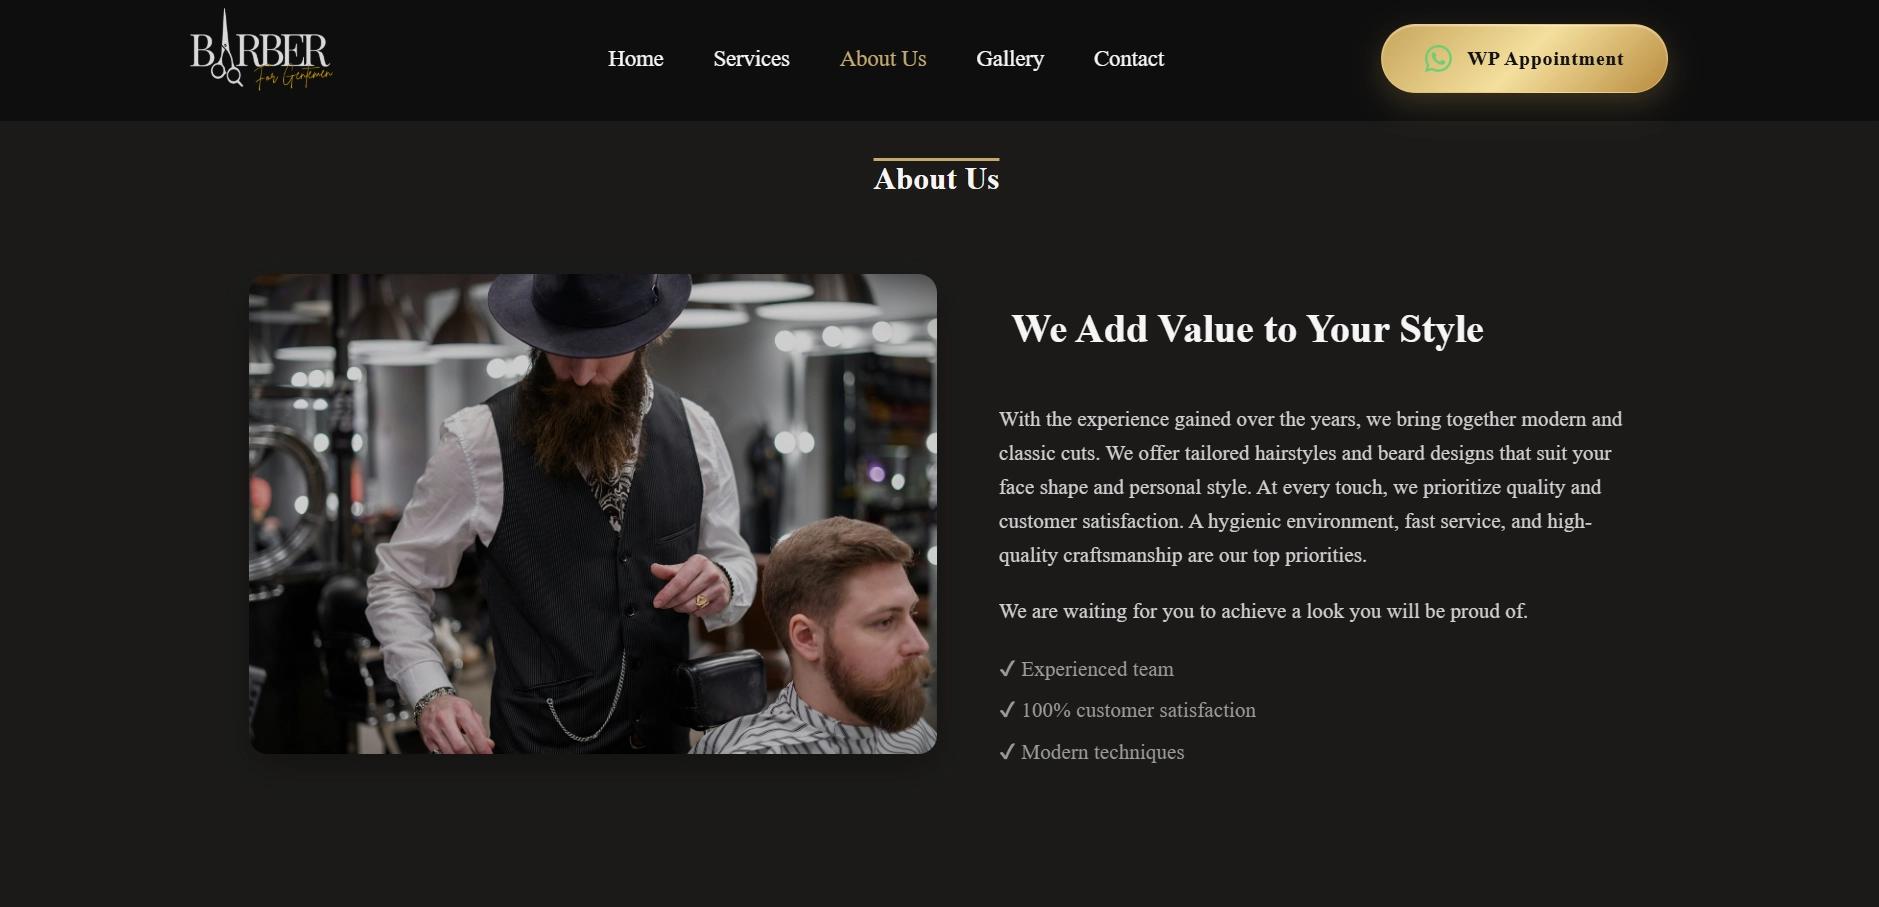 BARBER
For Gentlemen
Home Services About Us Gallery Contact
WP Appointment
About Us
We Add Value to Your Style
With the experience gained over the years, we bring together modern and
classic cuts. We offer tailored hairstyles and beard designs that suit your
face shape and personal style. At every touch, we prioritize quality and
customer satisfaction. A hygienic environment, fast service, and high-
quality craftsmanship are our top priorities.
We are waiting for you to achieve a look you will be proud of.
✓ Experienced team
✓ 100% customer satisfaction
✓ Modern techniques